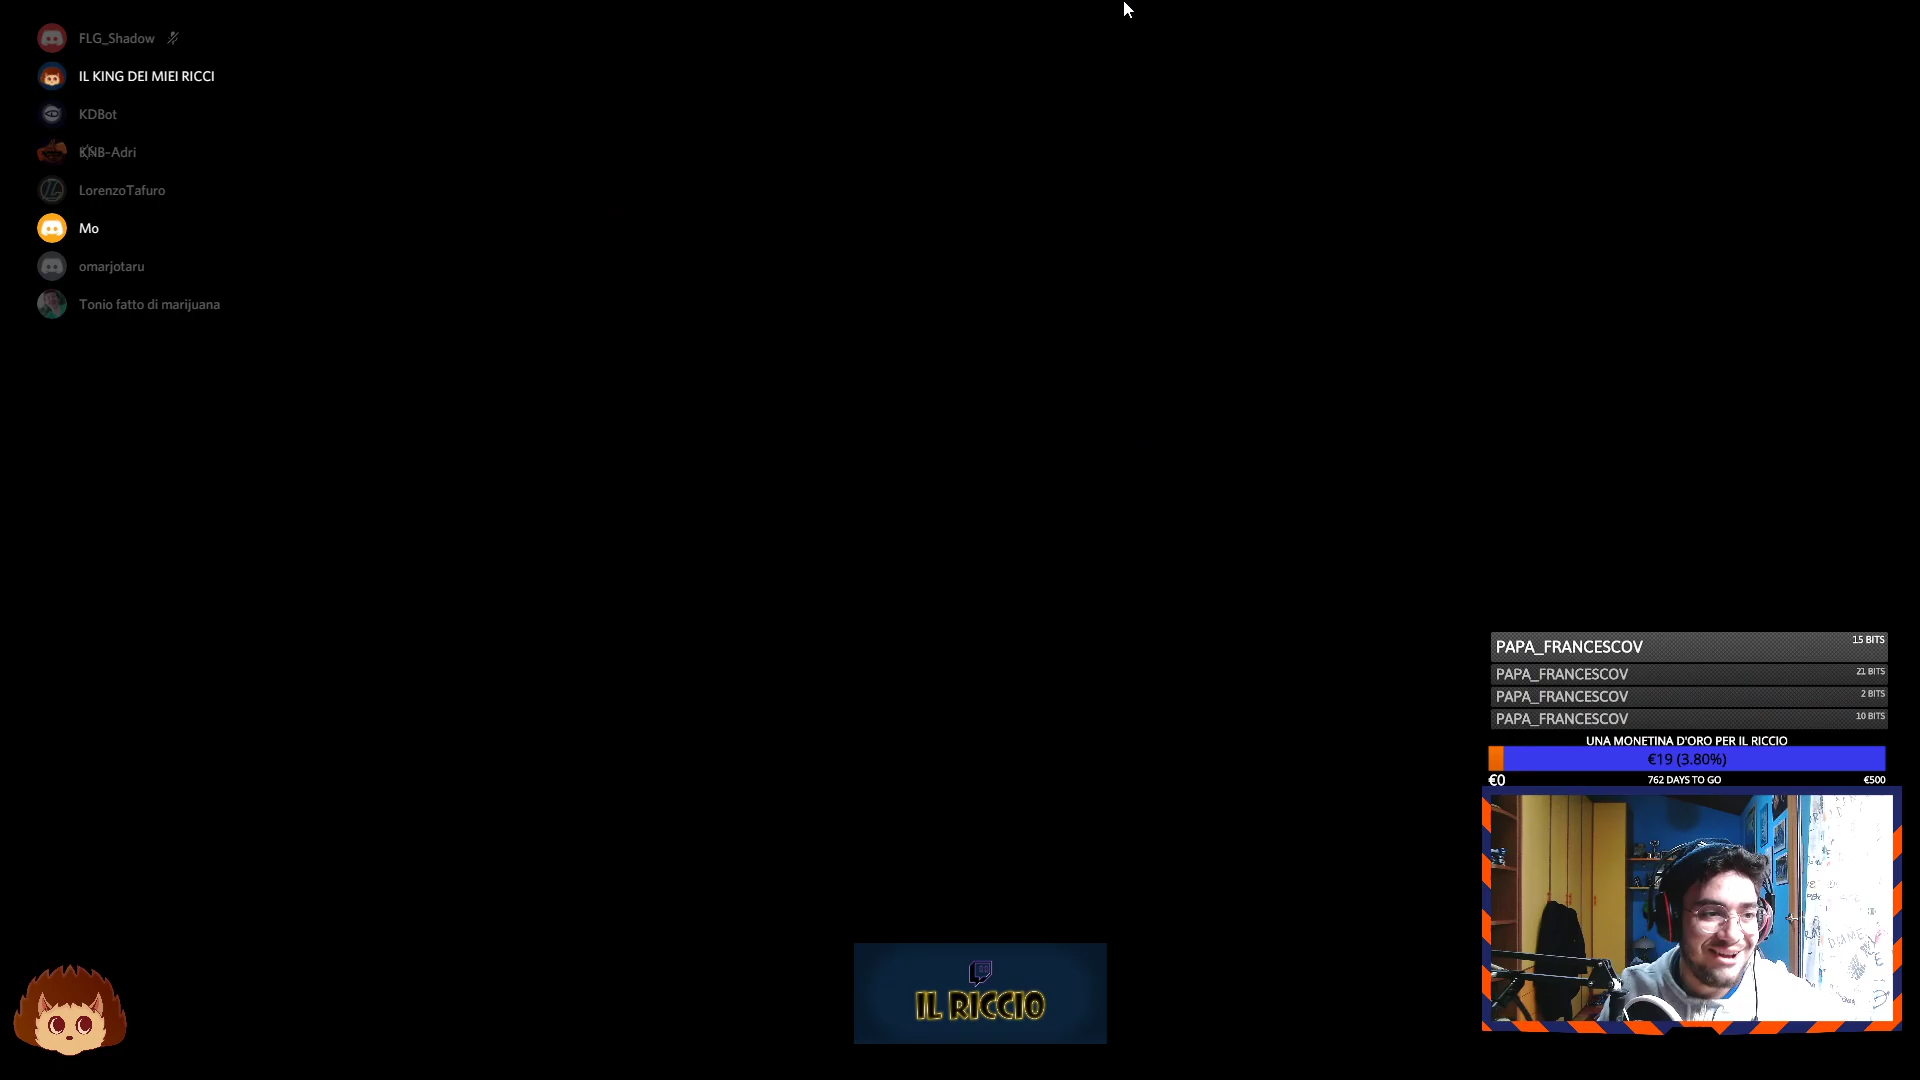 FLG_Shadow
IL KING DEI MIEI RICCI
KDBot
KNB-Adri
LorenzoTafuro
Mo
omarjotaru
Tonio fatto di marijuana
PAPA_FRANCESCOV 15 BITS
PAPA_FRANCESCOV 21 BITS
PAPA_FRANCESCOV 2 BITS
PAPA_FRANCESCOV 10 BITS
UNA MONETINA D'ORO PER IL RICCIO
€19 (3.80%)
€0 762 DAYS TO GO €500
IL RICCIO